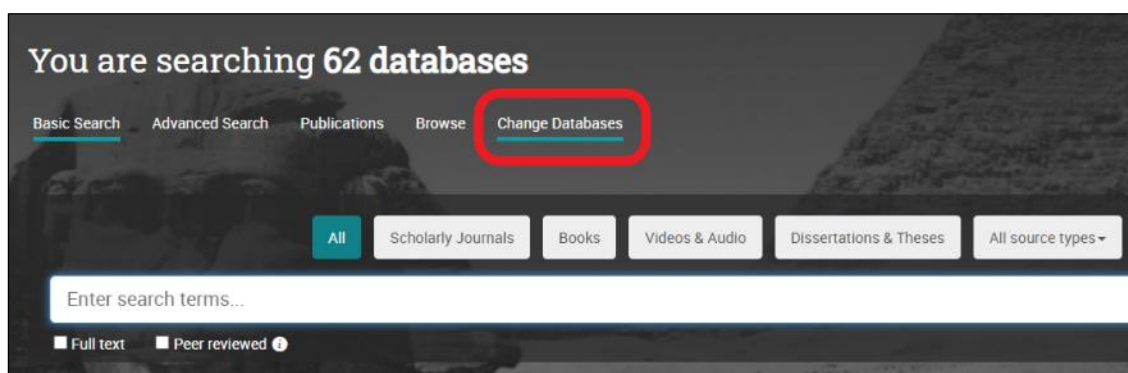 You are searching 62 databases
Basic Search Advanced Search Publications Browse Change Databases
All Scholarly Journals Books Videos & Audio Dissertations & Theses All source types
Enter search terms...
Full text Peer reviewed